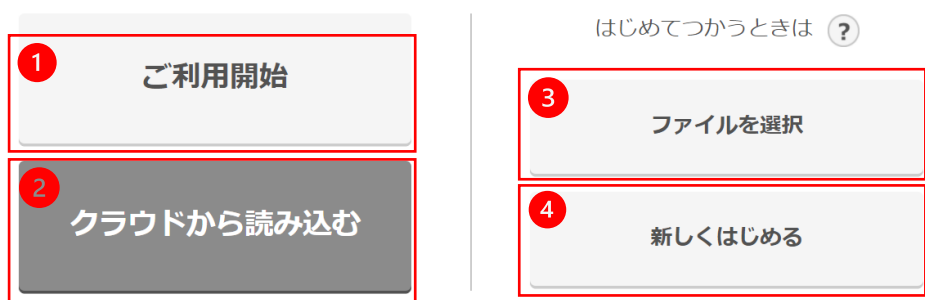 1
ご利用開始
2
クラウドから読み込む
はじめてつかうときは ?
3
ファイルを選択
4
新しくはじめる